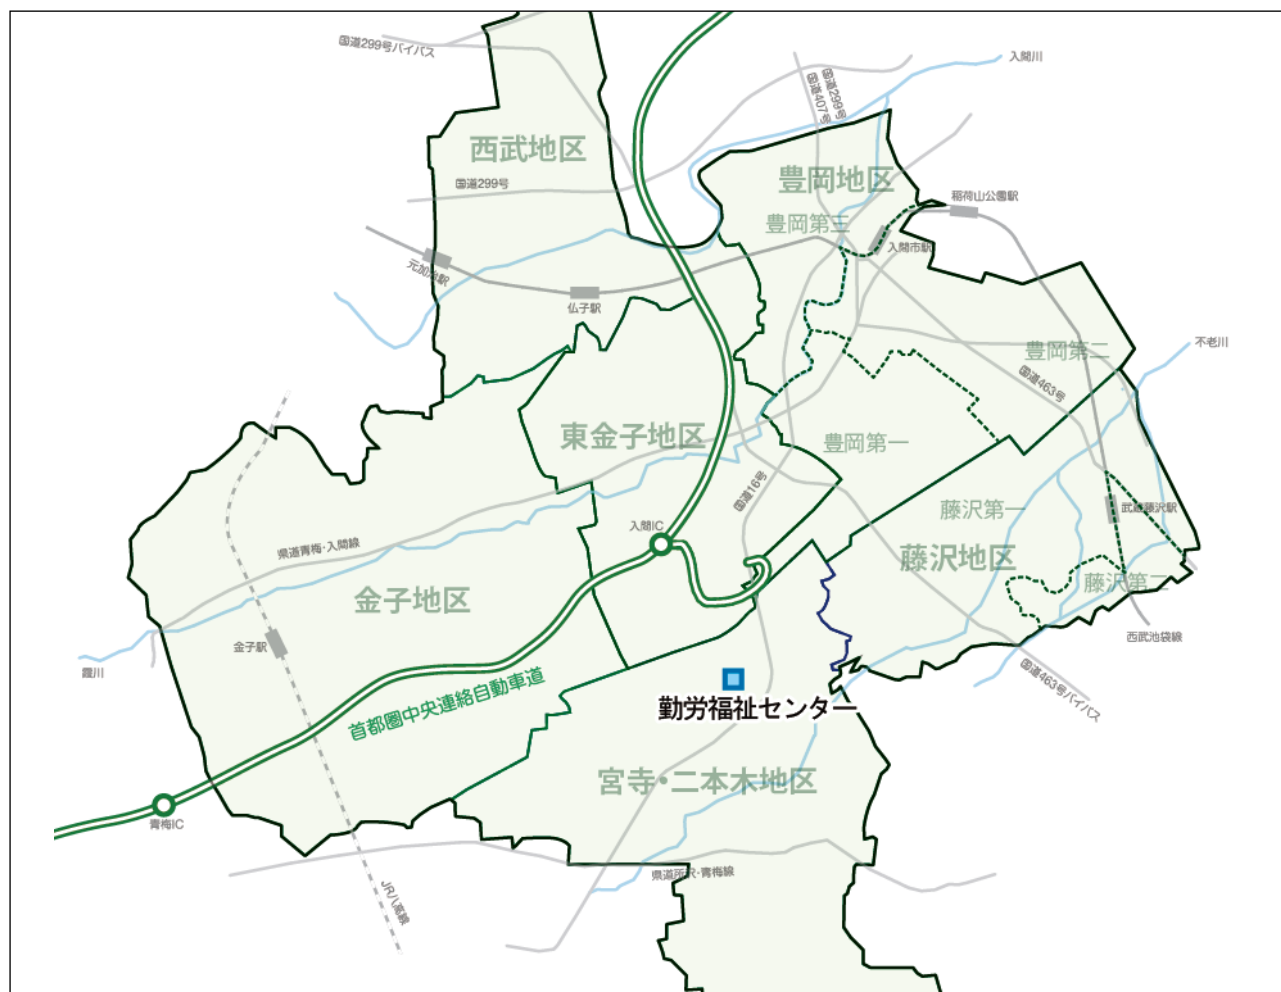 国道299号バイパス
国道299号
国道407号
入間川
西武地区
国道299号
豊岡地区
稲荷山公園駅
豊岡第三
入間市駅
元加治駅
仏子駅
不老川
豊岡第二
国道463号
東金子地区
豊岡第一
国道16号
藤沢第一
武蔵藤沢駅
入間IC
県道青梅・入間線
藤沢地区
藤沢第二
金子地区
西武池袋線
金子駅
霞川
国道463号バイパス
首都圏中央連絡自動車道
勤労福祉センター
宮寺・二本木地区
青梅IC
県道所沢・青梅線
JR八高線